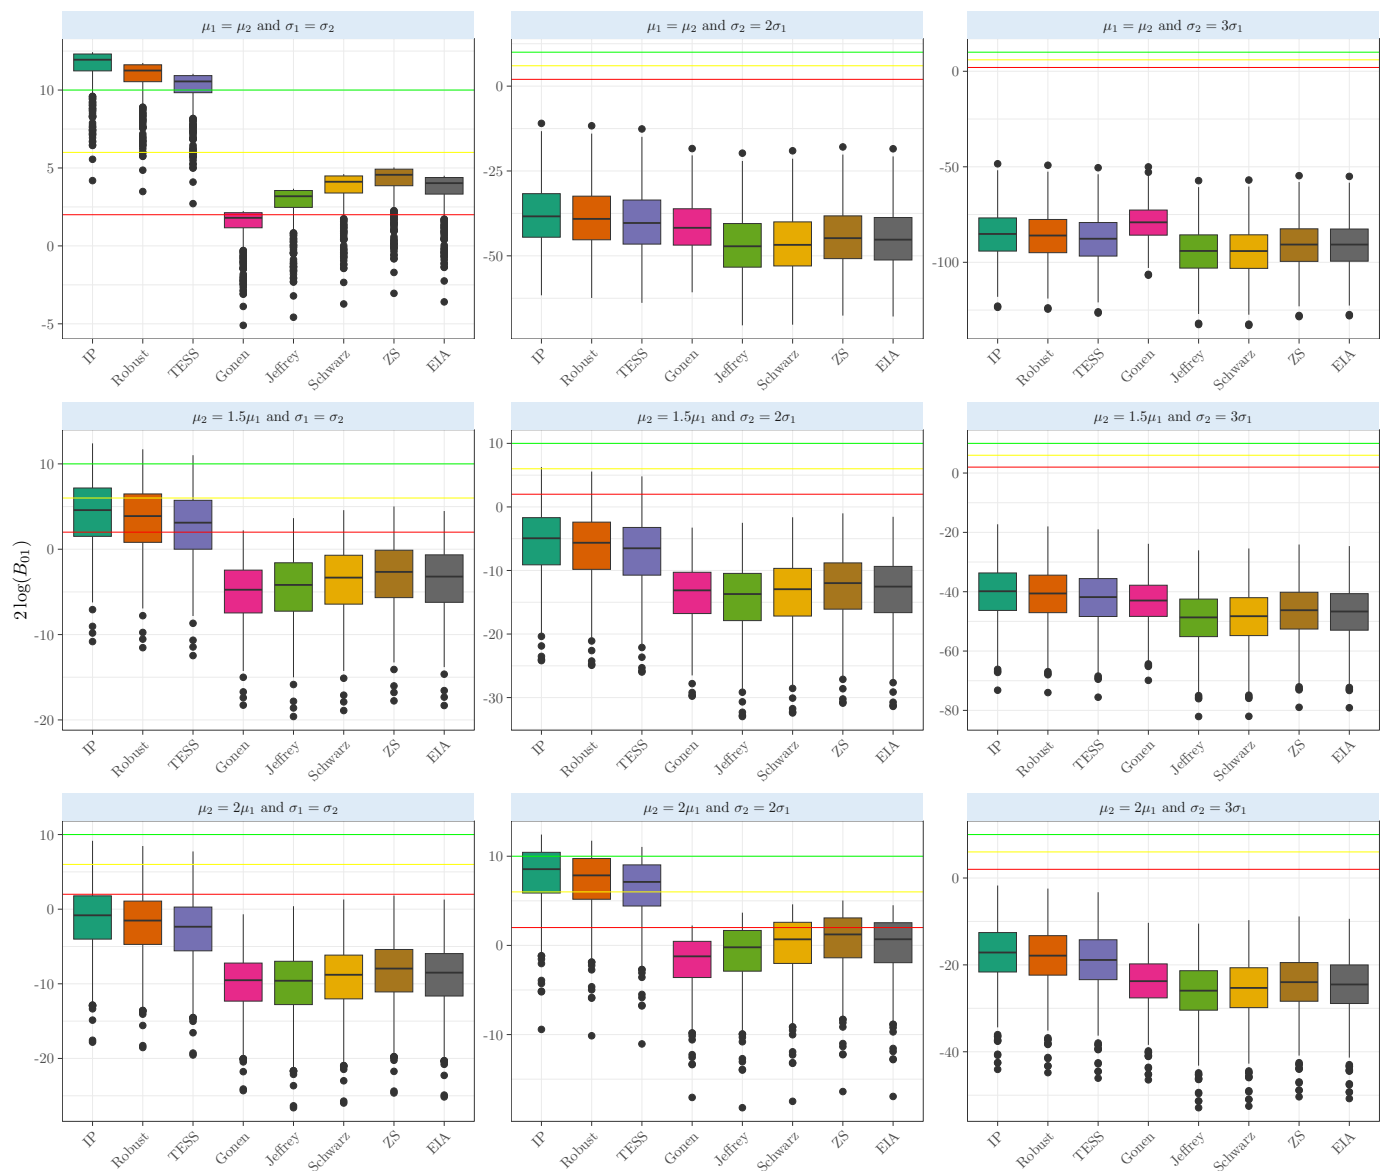 μ₁ = μ₂ and σ₁ = σ₂
μ₁ = μ₂ and σ₂ = 2σ₁
μ₁ = μ₂ and σ₂ = 3σ₁
10
5
0
-5
0
-25
-50
0
-50
-100
IP Robust TESS Gonen Jeffrey Schwarz ZS EIA
IP Robust TESS Gonen Jeffrey Schwarz ZS EIA
IP Robust TESS Gonen Jeffrey Schwarz ZS EIA
2 log(B₀₁)
μ₂ = 1.5μ₁ and σ₁ = σ₂
μ₂ = 1.5μ₁ and σ₂ = 2σ₁
μ₂ = 1.5μ₁ and σ₂ = 3σ₁
10
0
-10
-20
10
0
-10
-20
-30
0
-20
-40
-60
-80
IP Robust TESS Gonen Jeffrey Schwarz ZS EIA
IP Robust TESS Gonen Jeffrey Schwarz ZS EIA
IP Robust TESS Gonen Jeffrey Schwarz ZS EIA
μ₂ = 2μ₁ and σ₁ = σ₂
μ₂ = 2μ₁ and σ₂ = 2σ₁
μ₂ = 2μ₁ and σ₂ = 3σ₁
10
0
-10
-20
10
0
-10
0
-20
-40
IP Robust TESS Gonen Jeffrey Schwarz ZS EIA
IP Robust TESS Gonen Jeffrey Schwarz ZS EIA
IP Robust TESS Gonen Jeffrey Schwarz ZS EIA